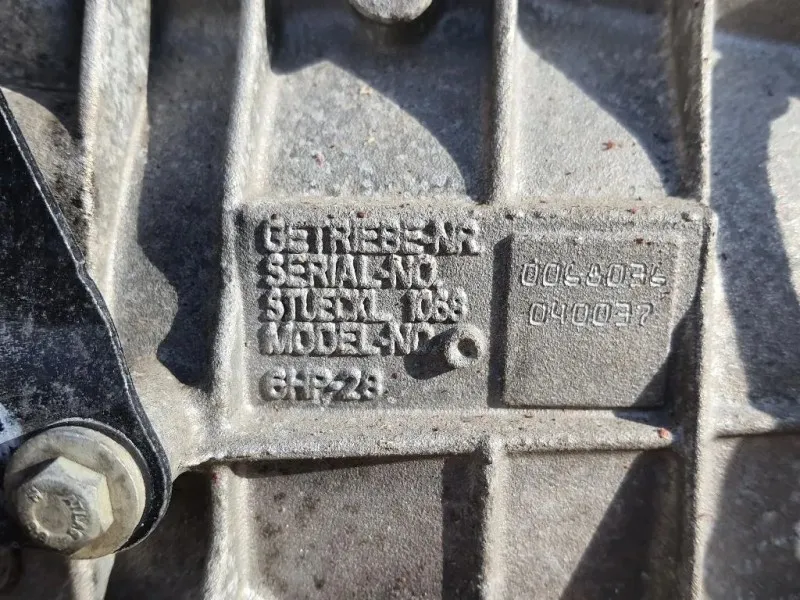 GETRIEBE-NR.
SERIAL-NO.
STUECKL. 1068
MODEL-NO
6HP-28
0068076
040037